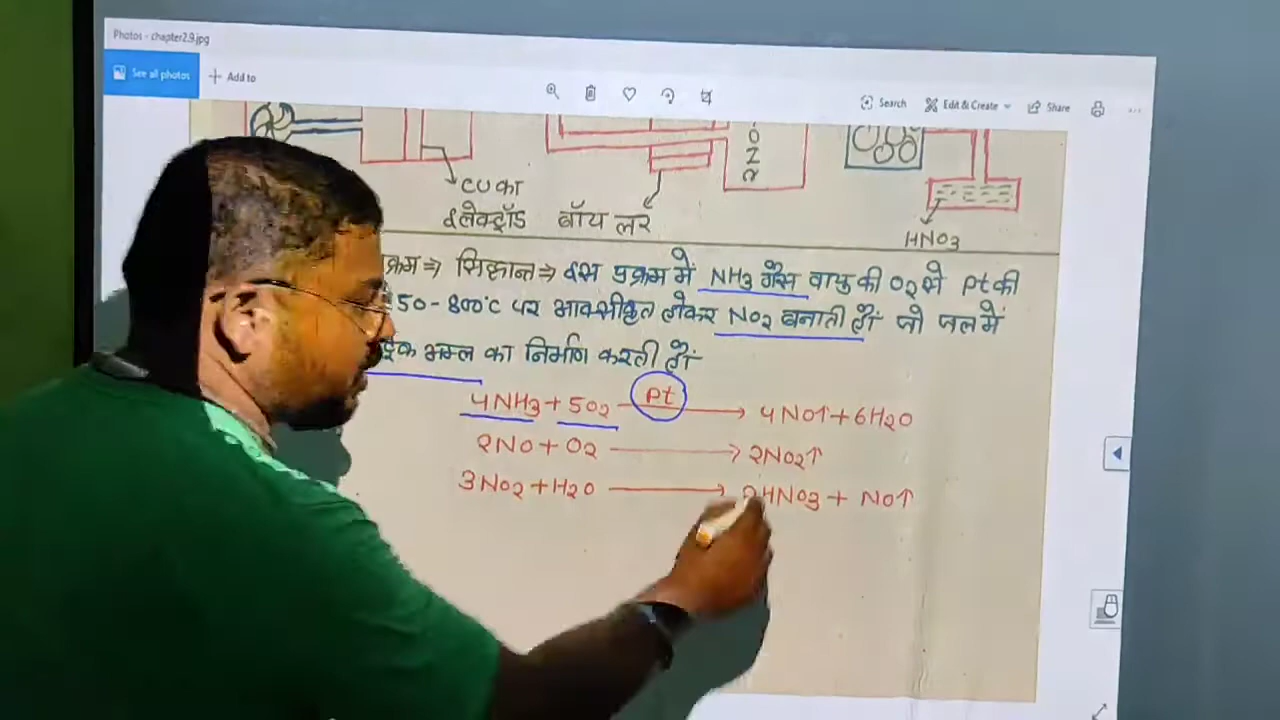 Photos - chapter2.9.jpg
See all photos + Add to Search Edit & Create Share
CU का
इलेक्ट्रॉड बॉयलर
HNO3
क्रम⇒ सिद्धान्त⇒ इस प्रक्रम में NH3 गैस वायु की O2 से Pt की
50-800°C पर आक्सीकृत होकर NO2 बनाती हैं जो जल में
अम्ल का निर्माण करती हैं
4NH3 + 5O2 —Pt→ 4NO↑ + 6H2O
2NO + O2 → 2NO2↑
3NO2 + H2O → 2HNO3 + NO↑